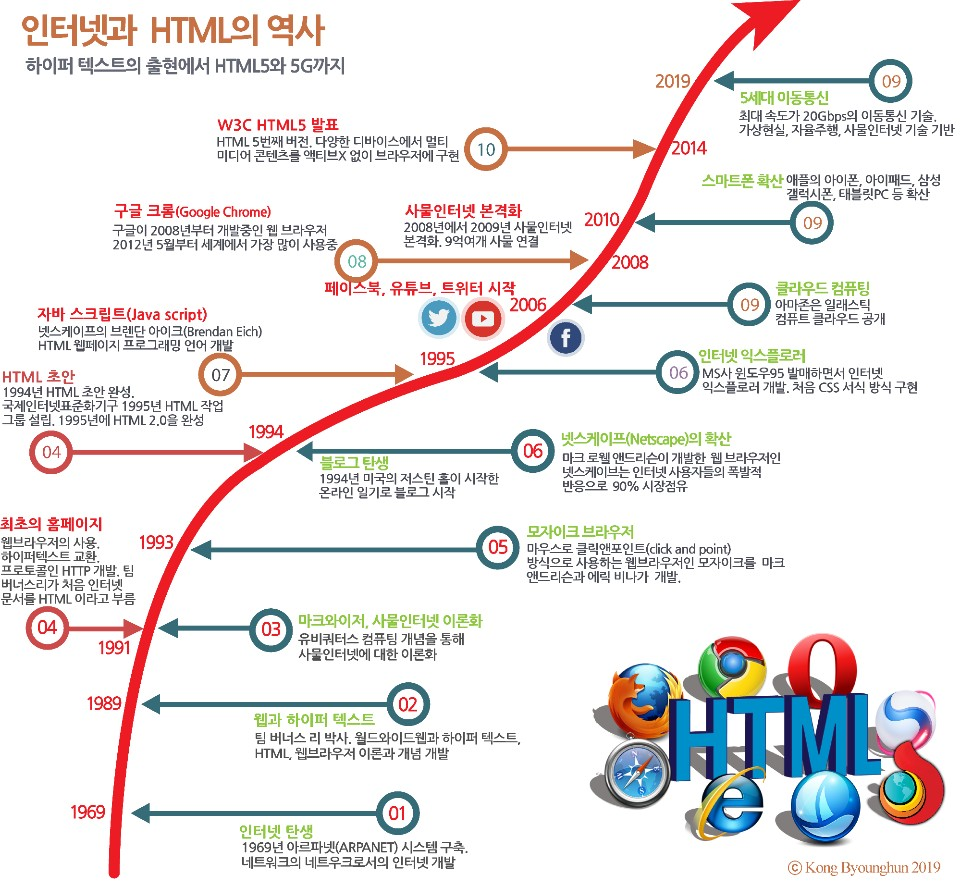 인터넷과 HTML의 역사
하이퍼 텍스트의 출현에서 HTML5와 5G까지
2019
09
5세대 이동통신
최대 속도가 20Gbps의 이동통신 기술.
가상현실, 자율주행, 사물인터넷 기술 기반
W3C HTML5 발표
HTML 5번째 버전. 다양한 디바이스에서 멀티
미디어 콘텐츠를 액티브X 없이 브라우저에 구현
10
2014
스마트폰 확산 애플의 아이폰, 아이패드, 삼성
갤럭시폰, 태블릿PC 등 확산
2010
09
구글 크롬(Google Chrome)
구글이 2008년부터 개발중인 웹 브라우저
2012년 5월부터 세계에서 가장 많이 사용중
08
사물인터넷 본격화
2008년에서 2009년 사물인터넷
본격화. 9억여개 사물 연결
2008
페이스북, 유튜브, 트위터 시작
2006
09
클라우드 컴퓨팅
아마존은 일래스틱
컴퓨트 클라우드 공개
f
자바 스크립트(Java script)
넷스케이프의 브렌단 아이크(Brendan Eich)
HTML 웹페이지 프로그래밍 언어 개발
07
1995
06
인터넷 익스플로러
MS사 윈도우95 발매하면서 인터넷
익스플로러 개발. 처음 CSS 서식 방식 구현
HTML 초안
1994년 HTML 초안 완성.
국제인터넷표준화기구 1995년 HTML 작업
그룹 설립. 1995년에 HTML 2.0을 완성
04
1994
06
넷스케이프(Netscape)의 확산
마크 로웰 앤드리슨이 개발한 웹 브라우저인
넷스케이브는 인터넷 사용자들의 폭발적
반응으로 90% 시장점유
블로그 탄생
1994년 미국의 저스틴 홀이 시작한
온라인 일기로 블로그 시작
최초의 홈페이지
웹브라우저의 사용.
하이퍼텍스트 교환.
프로토콜인 HTTP 개발. 팀
버너스리가 처음 인터넷
문서를 HTML 이라고 부름
04
1993
05
모자이크 브라우저
마우스로 클릭앤포인트(click and point)
방식으로 사용하는 웹브라우저인 모자이크를 마크
앤드리슨과 에릭 비나가 개발.
1991
03
마크와이저, 사물인터넷 이론화
유비쿼터스 컴퓨팅 개념을 통해
사물인터넷에 대한 이론화
1989
02
웹과 하이퍼 텍스트
팀 버너스 리 박사. 월드와이드웹과 하이퍼 텍스트,
HTML, 웹브라우저 이론과 개념 개발
1969
01
인터넷 탄생
1969년 아르파넷(ARPANET) 시스템 구축.
네트워크의 네트우크로서의 인터넷 개발
HTML
ⓒ Kong Byounghun 2019